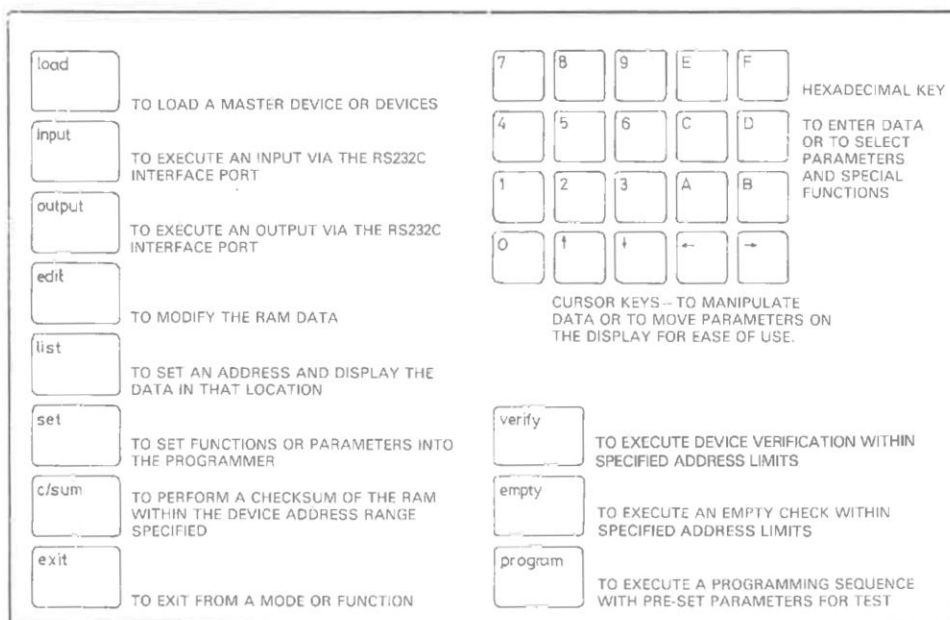 load
TO LOAD A MASTER DEVICE OR DEVICES
input
TO EXECUTE AN INPUT VIA THE RS232C
INTERFACE PORT
output
TO EXECUTE AN OUTPUT VIA THE RS232C
INTERFACE PORT
edit
TO MODIFY THE RAM DATA
list
TO SET AN ADDRESS AND DISPLAY THE
DATA IN THAT LOCATION
set
TO SET FUNCTIONS OR PARAMETERS INTO
THE PROGRAMMER
c/sum
TO PERFORM A CHECKSUM OF THE RAM
WITHIN THE DEVICE ADDRESS RANGE
SPECIFIED
exit
TO EXIT FROM A MODE OR FUNCTION
7 8 9 E F
4 5 6 C D
1 2 3 A B
0 ↑ ↓ ← →
HEXADECIMAL KEY
TO ENTER DATA
OR TO SELECT
PARAMETERS
AND SPECIAL
FUNCTIONS
CURSOR KEYS – TO MANIPULATE
DATA OR TO MOVE PARAMETERS ON
THE DISPLAY FOR EASE OF USE.
verify
TO EXECUTE DEVICE VERIFICATION WITHIN
SPECIFIED ADDRESS LIMITS
empty
TO EXECUTE AN EMPTY CHECK WITHIN
SPECIFIED ADDRESS LIMITS
program
TO EXECUTE A PROGRAMMING SEQUENCE
WITH PRE-SET PARAMETERS FOR TEST